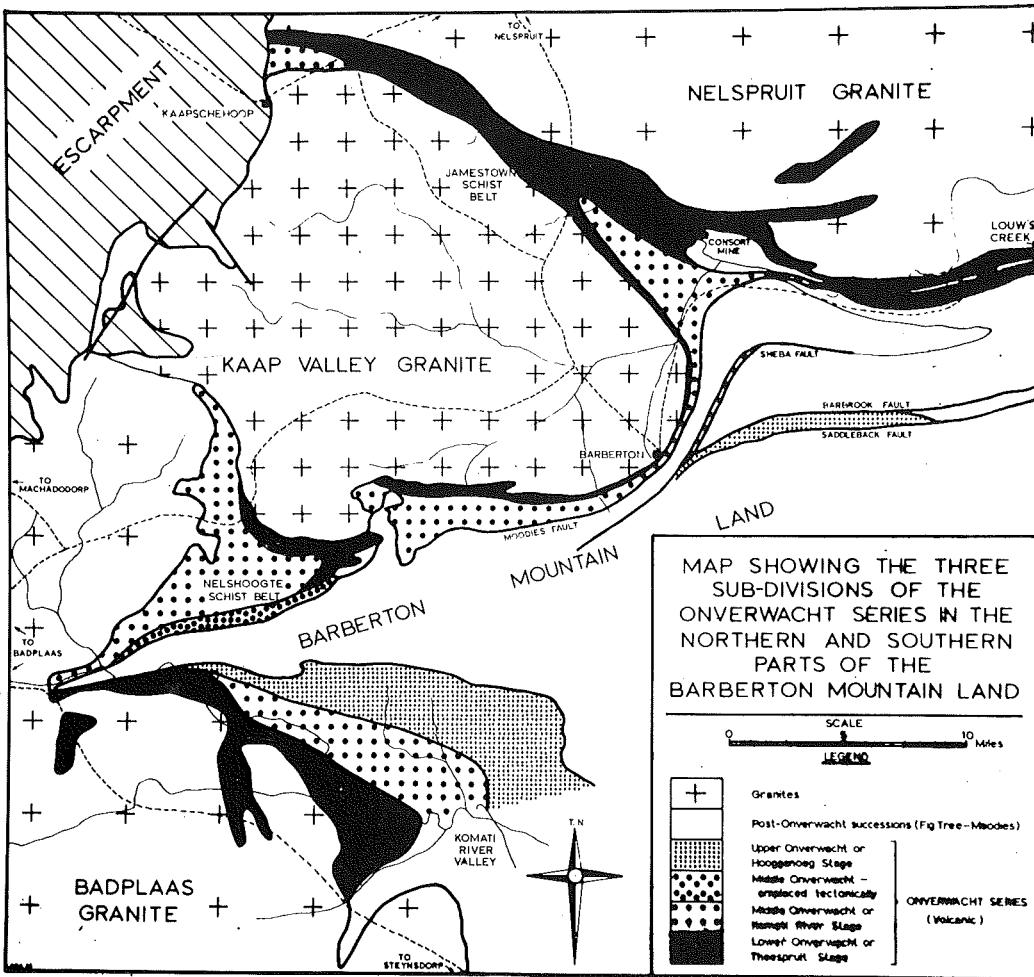 TO
NELSPRUIT
NELSPRUIT GRANITE
ESCARPMENT
KAAPSCHEHOOP
JAMESTOWN
SCHIST
BELT
CONSORT
MINE
LOUW'S
CREEK
KAAP VALLEY GRANITE
SHEBA FAULT
BARBROOK FAULT
SADDLEBACK FAULT
BARBERTON
TO
MACHADODORP
MOODIES FAULT
NELSHOOGTE
SCHIST BELT
BARBERTON MOUNTAIN LAND
TO
BADPLAAS
KOMATI
RIVER
VALLEY
BADPLAAS
GRANITE
TO
STEYNSDORP
T. N
MAP SHOWING THE THREE
SUB-DIVISIONS OF THE
ONVERWACHT SERIES IN THE
NORTHERN AND SOUTHERN
PARTS OF THE
BARBERTON MOUNTAIN LAND
SCALE
0 5 10 Miles
LEGEND
Granites
Post-Onverwacht successions (Fig Tree-Moodies)
Upper Onverwacht or
Hooggenoeg Stage
Middle Onverwacht -
emplaced tectonically
Middle Onverwacht or
Komati River Stage
Lower Onverwacht or
Theespruit Stage
ONVERWACHT SERIES
(Volcanic)